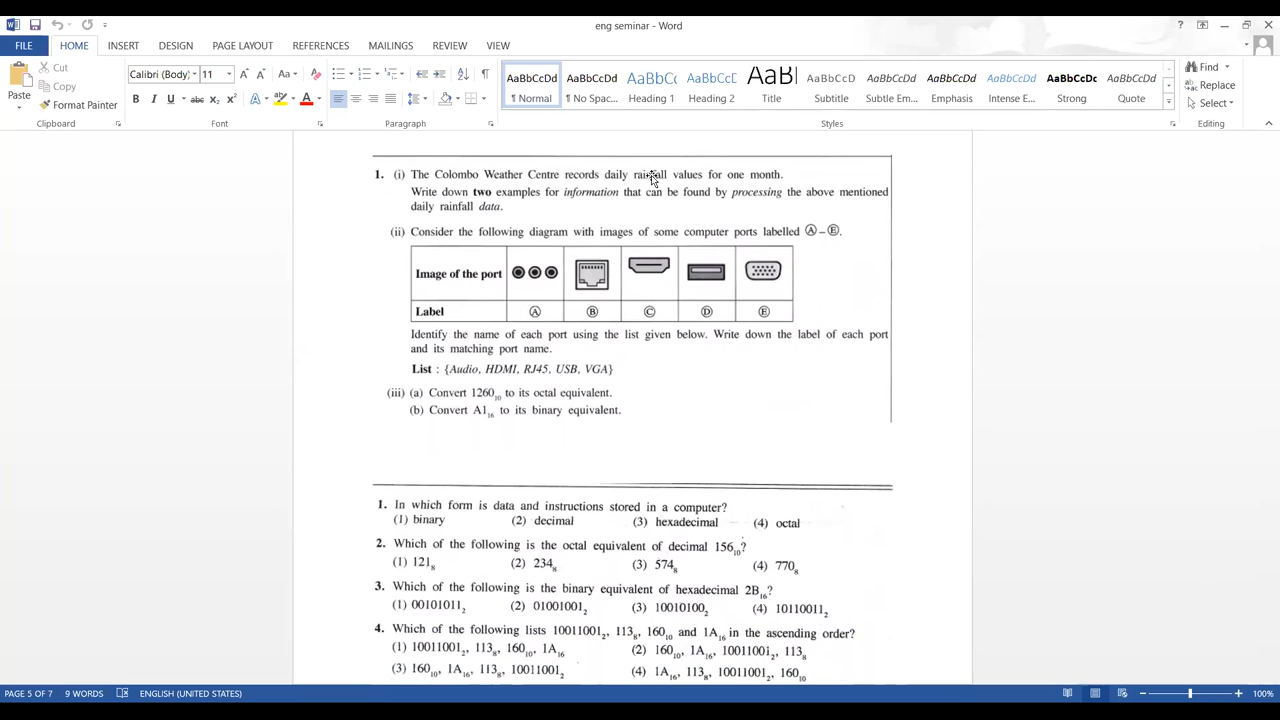 eng seminar - Word
FILE HOME INSERT DESIGN PAGE LAYOUT REFERENCES MAILINGS REVIEW VIEW
Paste
Cut
Copy
Format Painter
Calibri (Body) 11
AaBbCcDd AaBbCcDd AaBbC( AaBbCcD AaB AaBbCcD AaBbCcDd AaBbCcDd AaBbCcDd AaBbCcDc AaBbCcDd
¶ Normal ¶ No Spac... Heading 1 Heading 2 Title Subtitle Subtle Em... Emphasis Intense E... Strong Quote
Find
Replace
Select
Clipboard Font Paragraph Styles Editing
1. (i) The Colombo Weather Centre records daily rainfall values for one month.
Write down two examples for information that can be found by processing the above mentioned
daily rainfall data.
(ii) Consider the following diagram with images of some computer ports labelled Ⓐ–Ⓔ.
Image of the port
Label Ⓐ Ⓑ Ⓒ Ⓓ Ⓔ
Identify the name of each port using the list given below. Write down the label of each port
and its matching port name.
List : {Audio, HDMI, RJ45, USB, VGA}
(iii) (a) Convert 1260₁₀ to its octal equivalent.
(b) Convert A1₁₆ to its binary equivalent.
1. In which form is data and instructions stored in a computer?
(1) binary (2) decimal (3) hexadecimal (4) octal
2. Which of the following is the octal equivalent of decimal 156₁₀?
(1) 121₈ (2) 234₈ (3) 574₈ (4) 770₈
3. Which of the following is the binary equivalent of hexadecimal 2B₁₆?
(1) 00101011₂ (2) 01001001₂ (3) 10010100₂ (4) 10110011₂
4. Which of the following lists 10011001₂, 113₈, 160₁₀ and 1A₁₆ in the ascending order?
(1) 10011001₂, 113₈, 160₁₀, 1A₁₆ (2) 160₁₀, 1A₁₆, 10011001₂, 113₈
(3) 160₁₀, 1A₁₆, 113₈, 10011001₂ (4) 1A₁₆, 113₈, 10011001₂, 160₁₀
PAGE 5 OF 7 9 WORDS ENGLISH (UNITED STATES) 100%